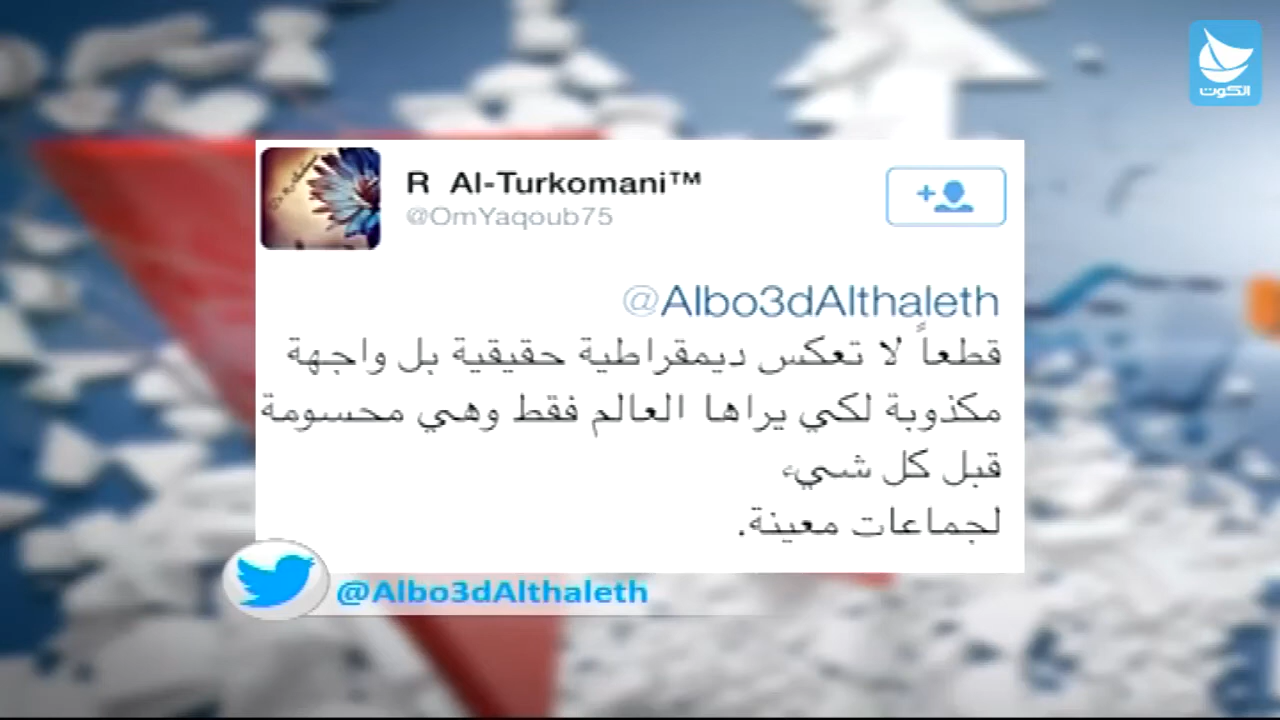 الكوت
R Al-Turkomani™
@OmYaqoub75
@Albo3dAlthaleth
قطعاً لا تعكس ديمقراطية حقيقية بل واجهة
مكذوبة لكي يراها العالم فقط وهي محسومة
قبل كل شيء
لجماعات معينة.
@Albo3dAlthaleth